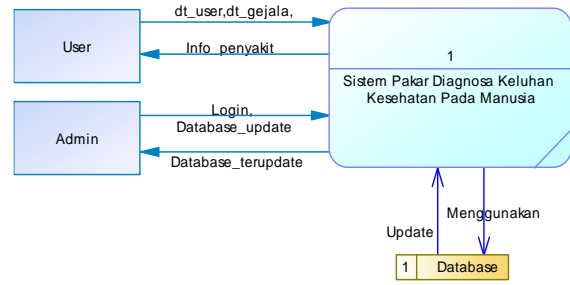 dt_user,dt_gejala,
User
Info_penyakit
1
Sistem Pakar Diagnosa Keluhan
Kesehatan Pada Manusia
Login,
Database_update
Admin
Database_terupdate
Menggunakan
Update
1 Database